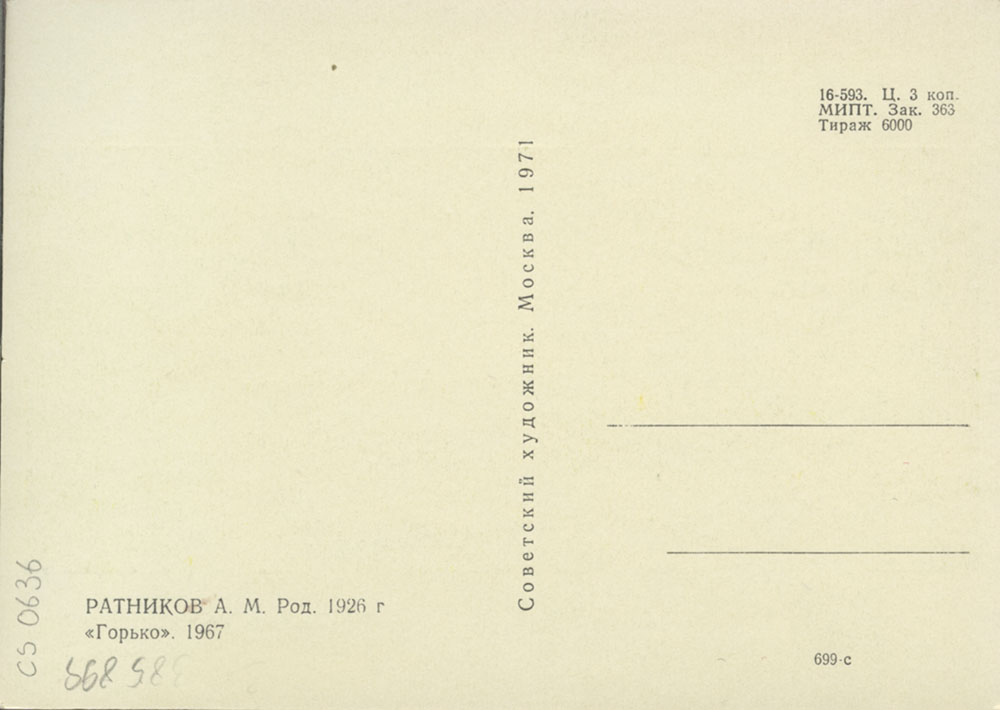 16-593. Ц. 3 коп.
МИПТ. Зак. 363
Тираж 6000
Советский художник. Москва. 1971
РАТНИКОВ А. М. Род. 1926 г
«Горько». 1967
699-с
CS 0636